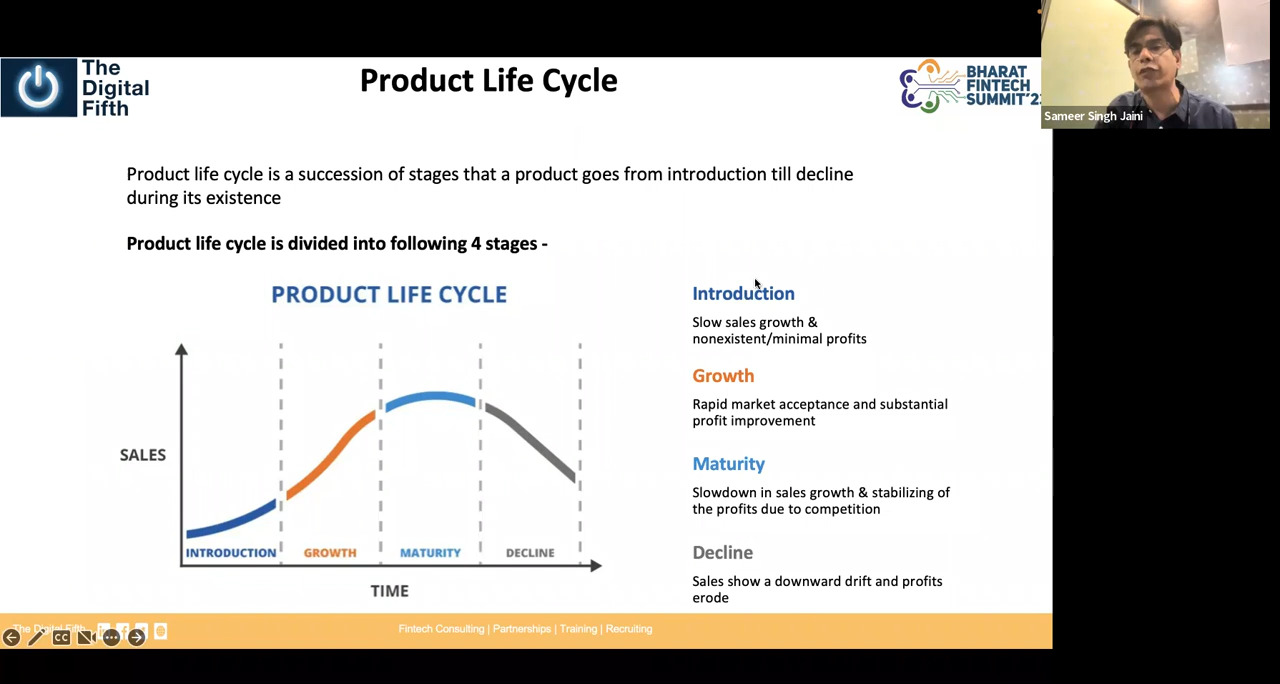 The
Digital
Fifth
Product Life Cycle
BHARAT
FINTECH
SUMMIT'2
Sameer Singh Jaini
Product life cycle is a succession of stages that a product goes from introduction till decline
during its existence
Product life cycle is divided into following 4 stages -
PRODUCT LIFE CYCLE
SALES
INTRODUCTION
GROWTH
MATURITY
DECLINE
TIME
Introduction
Slow sales growth &
nonexistent/minimal profits
Growth
Rapid market acceptance and substantial
profit improvement
Maturity
Slowdown in sales growth & stabilizing of
the profits due to competition
Decline
Sales show a downward drift and profits
erode
The Digital Fifth
CC
Fintech Consulting | Partnerships | Training | Recruiting